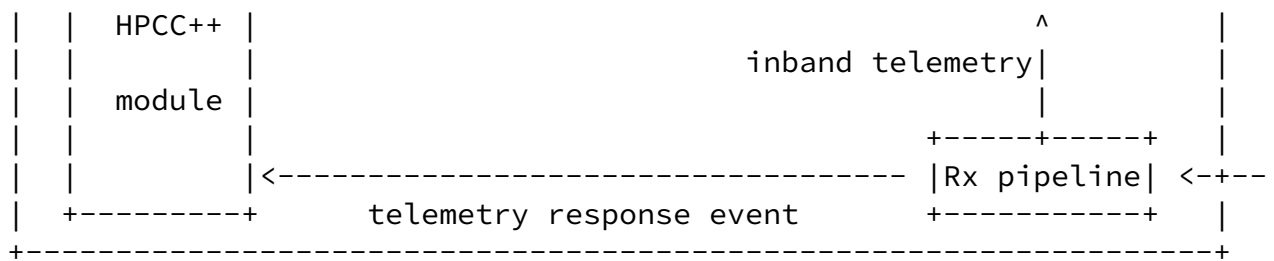 HPCC++
inband telemetry
module
Rx pipeline
telemetry response event